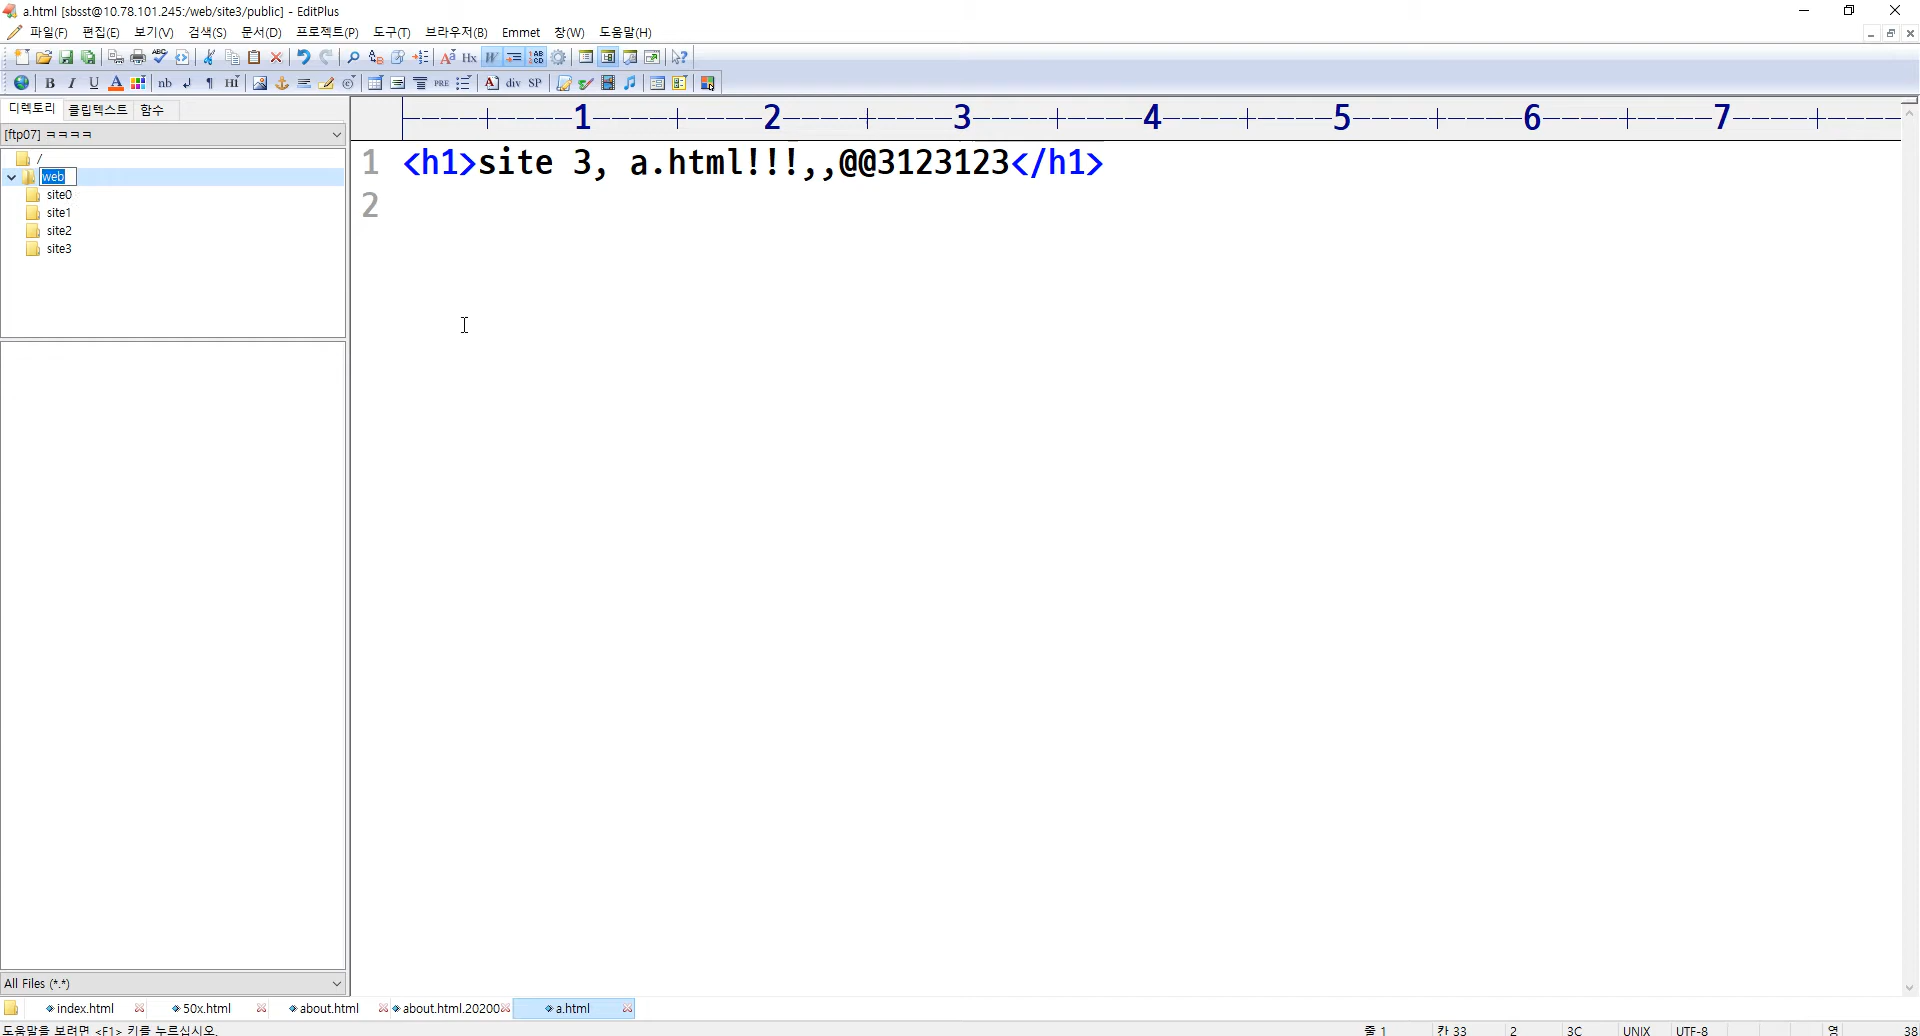 a.html [sbsst@10.78.101.245:/web/site3/public] - EditPlus
파일(F) 편집(E) 보기(V) 검색(S) 문서(D) 프로젝트(P) 도구(T) 브라우저(B) Emmet 창(W) 도움말(H)
디렉토리 클립텍스트 함수
[ftp07] ㅋㅋㅋㅋ
/
web
site0
site1
site2
site3
1 2 3 4 5 6 7
1 <h1>site 3, a.html!!!,,@@3123123</h1>
2
All Files (*.*)
index.html 50x.html about.html about.html.20200 a.html
도움말을 보려면 <F1> 키를 누르십시오. 줄 1 칸 33 2 3C UNIX UTF-8 영 38